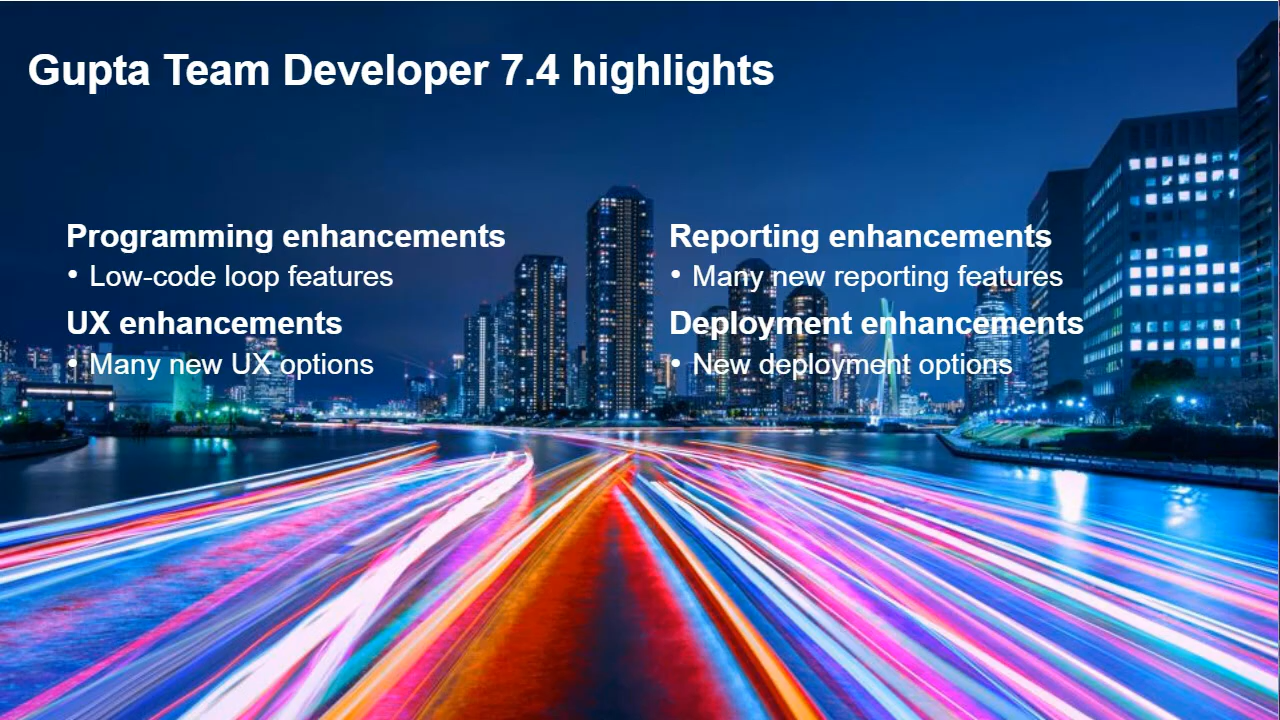 Gupta Team Developer 7.4 highlights
Programming enhancements
• Low-code loop features
UX enhancements
• Many new UX options
Reporting enhancements
• Many new reporting features
Deployment enhancements
• New deployment options